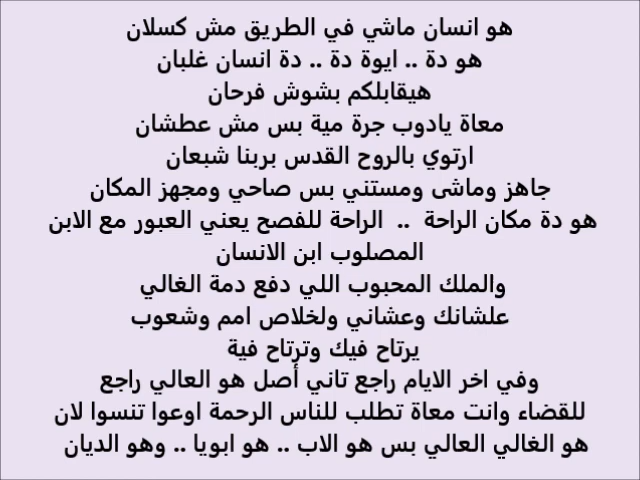 هو انسان ماشي في الطريق مش كسلان
هو دة .. ايوة دة .. دة انسان غلبان
هيقابلكم بشوش فرحان
معاة يادوب جرة مية بس مش عطشان
ارتوي بالروح القدس بربنا شبعان
جاهز وماشى ومستني بس صاحي ومجهز المكان
هو دة مكان الراحة .. الراحة للفصح يعني العبور مع الابن
المصلوب ابن الانسان
والملك المحبوب اللي دفع دمة الغالي
علشانك وعشاني ولخلاص امم وشعوب
يرتاح فيك وترتاح فية
وفي اخر الايام راجع تاني أصل هو العالي راجع
للقضاء وانت معاة تطلب للناس الرحمة اوعوا تنسوا لان
هو الغالي العالي بس هو الاب .. هو ابويا .. وهو الديان